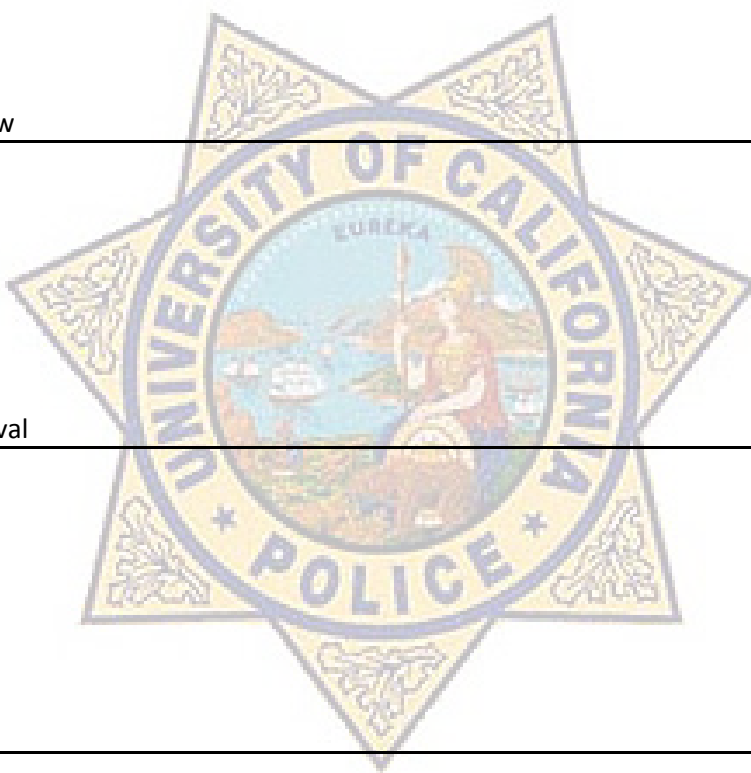 w
UNIVERSITY OF CALIFORNIA
EUREKA
val
★ POLICE ★